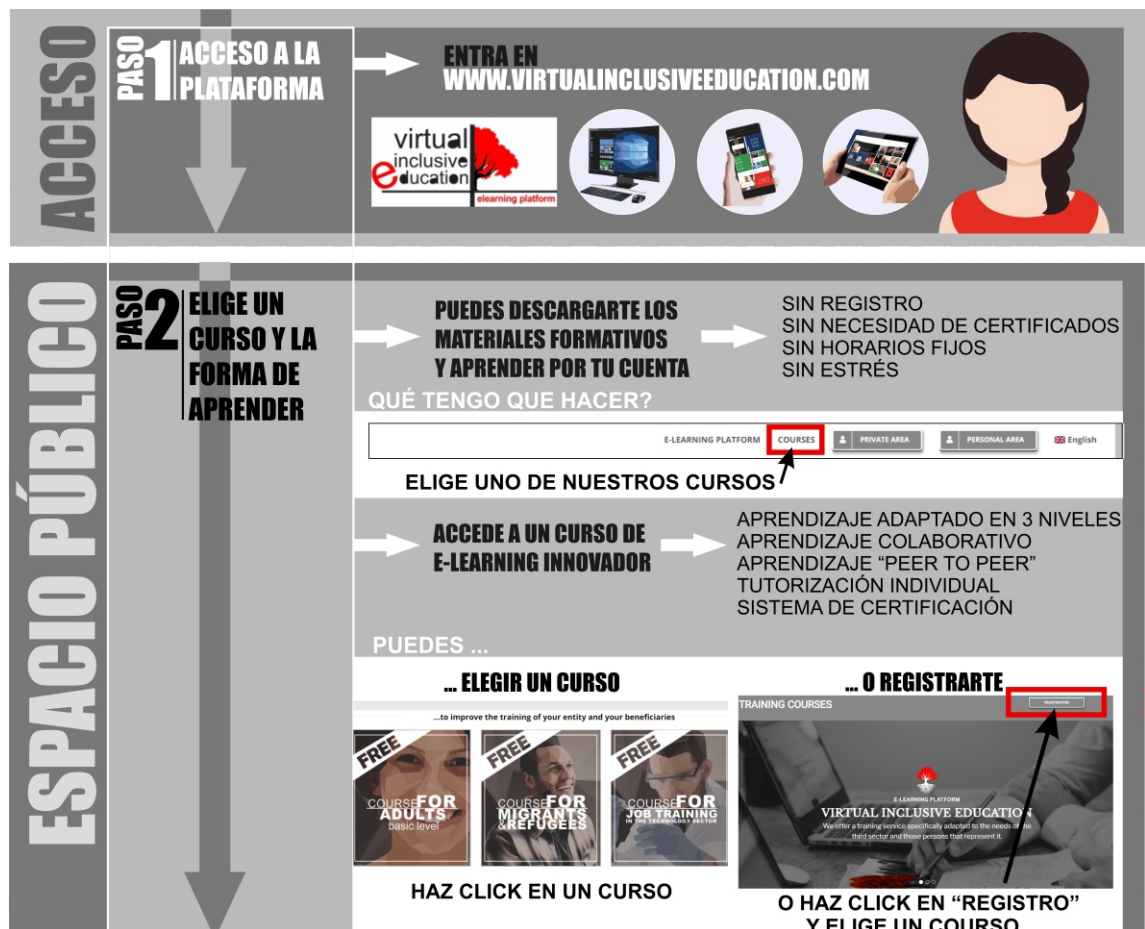 ACCESO
PASO
1
ACCESO A LA
PLATAFORMA
ENTRA EN
WWW.VIRTUALINCLUSIVEEDUCATION.COM
virtual
inclusive
education
elearning platform
ESPACIO PÚBLICO
PASO
2
ELIGE UN
CURSO Y LA
FORMA DE
APRENDER
PUEDES DESCARGARTE LOS
MATERIALES FORMATIVOS
Y APRENDER POR TU CUENTA
SIN REGISTRO
SIN NECESIDAD DE CERTIFICADOS
SIN HORARIOS FIJOS
SIN ESTRÉS
QUÉ TENGO QUE HACER?
E-LEARNING PLATFORM COURSES PRIVATE AREA PERSONAL AREA English
ELIGE UNO DE NUESTROS CURSOS
ACCEDE A UN CURSO DE
E-LEARNING INNOVADOR
APRENDIZAJE ADAPTADO EN 3 NIVELES
APRENDIZAJE COLABORATIVO
APRENDIZAJE “PEER TO PEER”
TUTORIZACIÓN INDIVIDUAL
SISTEMA DE CERTIFICACIÓN
PUEDES ...
... ELEGIR UN CURSO
...to improve the training of your entity and your beneficiaries
FREE
COURSE FOR
ADULTS
basic level
FREE
COURSE FOR
MIGRANTS
&REFUGEES
FREE
COURSE FOR
JOB TRAINING
IN THE TECHNOLOGY SECTOR
HAZ CLICK EN UN CURSO
... O REGISTRARTE
TRAINING COURSES
REGISTRATION
E-LEARNING PLATFORM
VIRTUAL INCLUSIVE EDUCATION
We offer a training service specifically adapted to the needs of the
third sector and those persons that represent it.
O HAZ CLICK EN “REGISTRO”
Y ELIGE UN COURSO